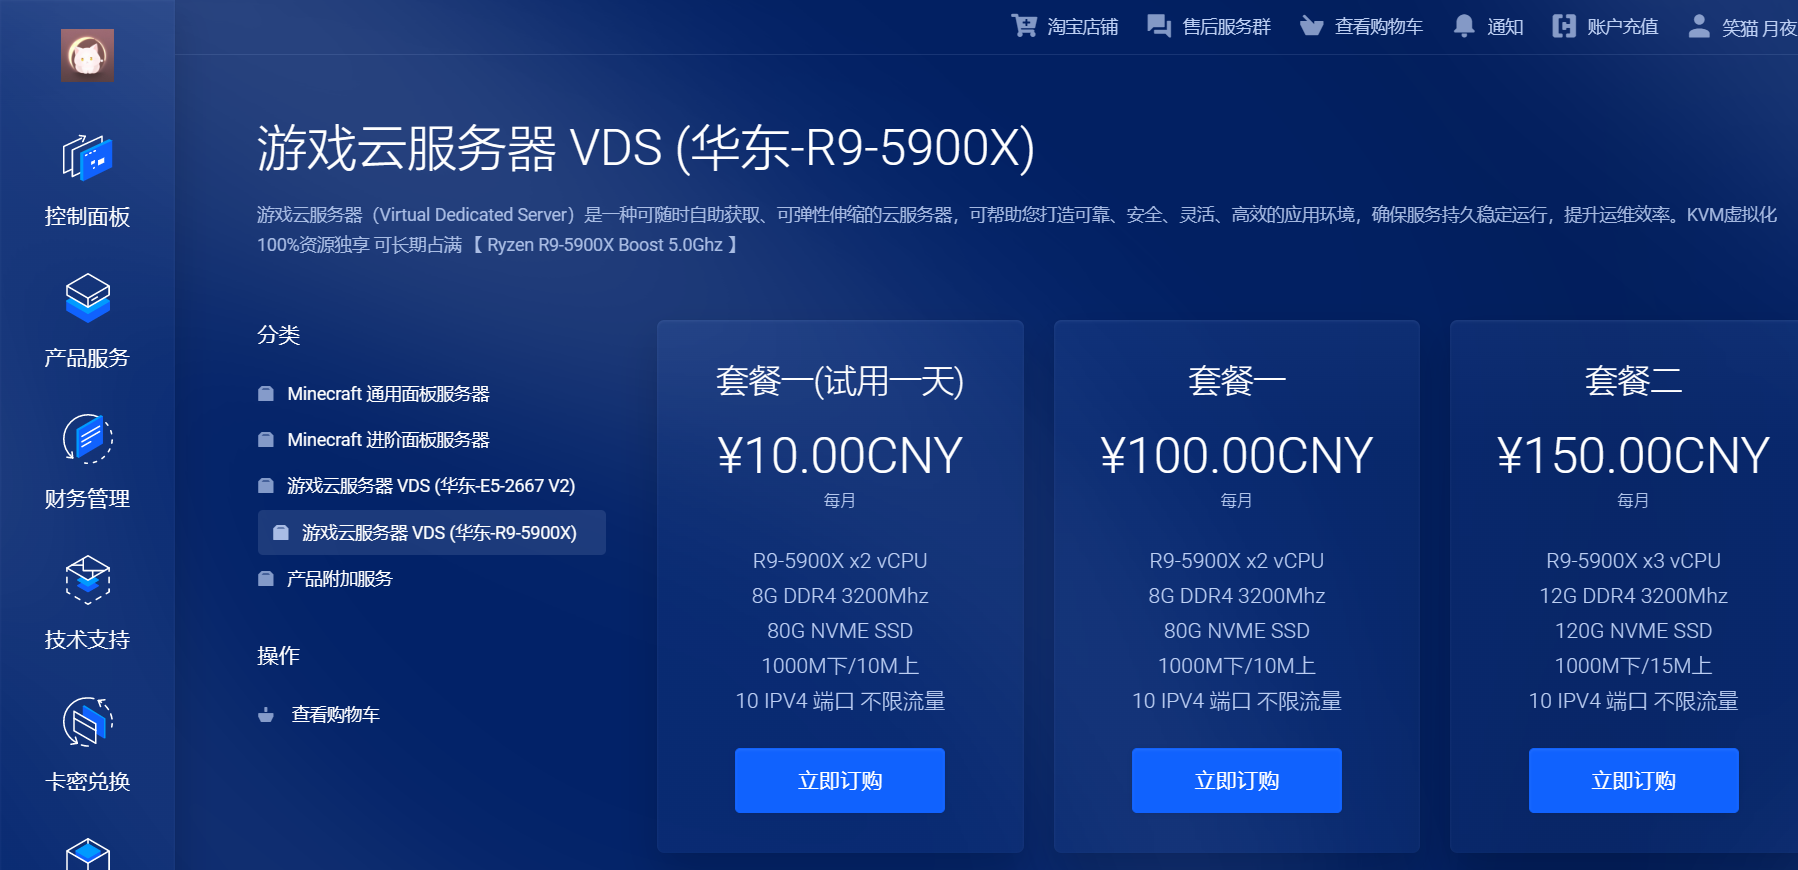 淘宝店铺
售后服务群
查看购物车
通知
账户充值
笑猫 月夜
控制面板
产品服务
财务管理
技术支持
卡密兑换
游戏云服务器 VDS (华东-R9-5900X)
游戏云服务器（Virtual Dedicated Server）是一种可随时自助获取、可弹性伸缩的云服务器，可帮助您打造可靠、安全、灵活、高效的应用环境，确保服务持久稳定运行，提升运维效率。KVM虚拟化
100%资源独享 可长期占满 【 Ryzen R9-5900X Boost 5.0Ghz 】
分类
Minecraft 通用面板服务器
Minecraft 进阶面板服务器
游戏云服务器 VDS (华东-E5-2667 V2)
游戏云服务器 VDS (华东-R9-5900X)
产品附加服务
操作
查看购物车
套餐一(试用一天)
¥10.00CNY
每月
R9-5900X x2 vCPU
8G DDR4 3200Mhz
80G NVME SSD
1000M下/10M上
10 IPV4 端口 不限流量
立即订购
套餐一
¥100.00CNY
每月
R9-5900X x2 vCPU
8G DDR4 3200Mhz
80G NVME SSD
1000M下/10M上
10 IPV4 端口 不限流量
立即订购
套餐二
¥150.00CNY
每月
R9-5900X x3 vCPU
12G DDR4 3200Mhz
120G NVME SSD
1000M下/15M上
10 IPV4 端口 不限流量
立即订购